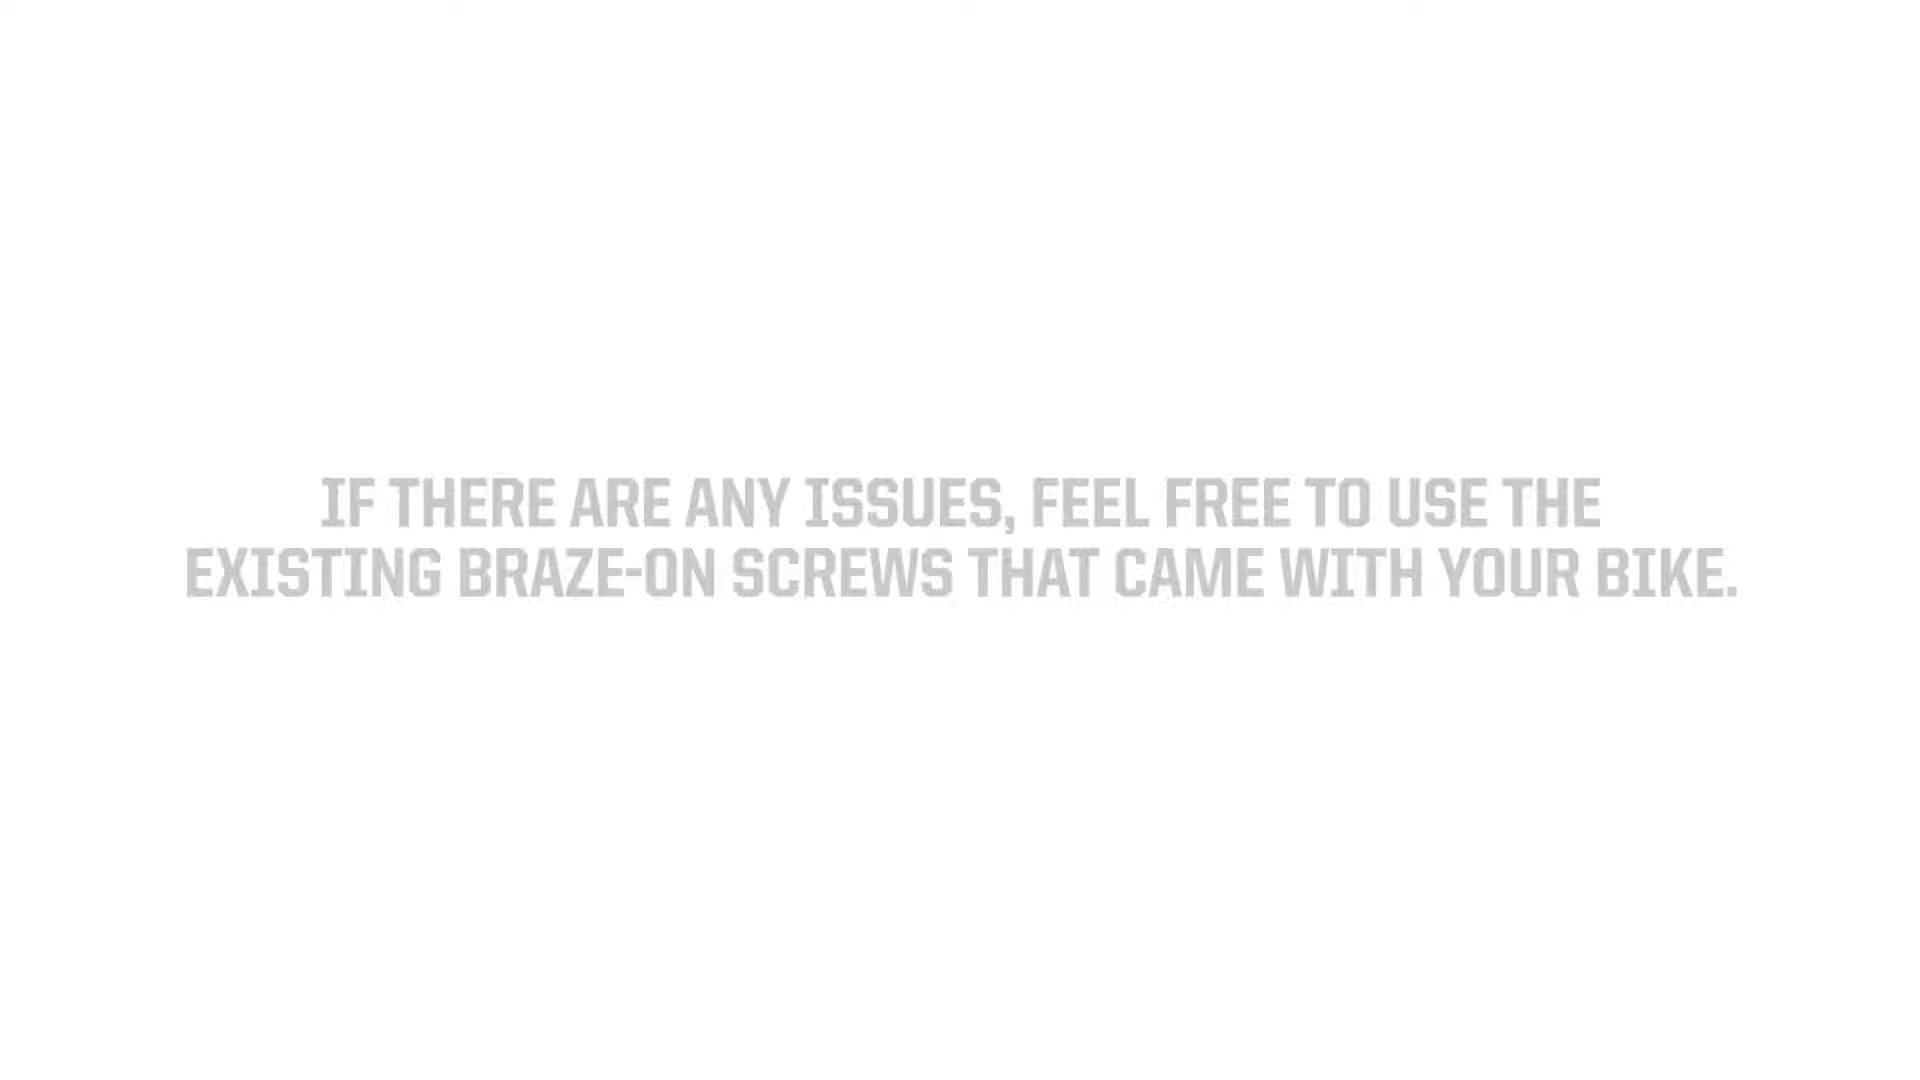 IF THERE ARE ANY ISSUES, FEEL FREE TO USE THE
EXISTING BRAZE-ON SCREWS THAT CAME WITH YOUR BIKE.